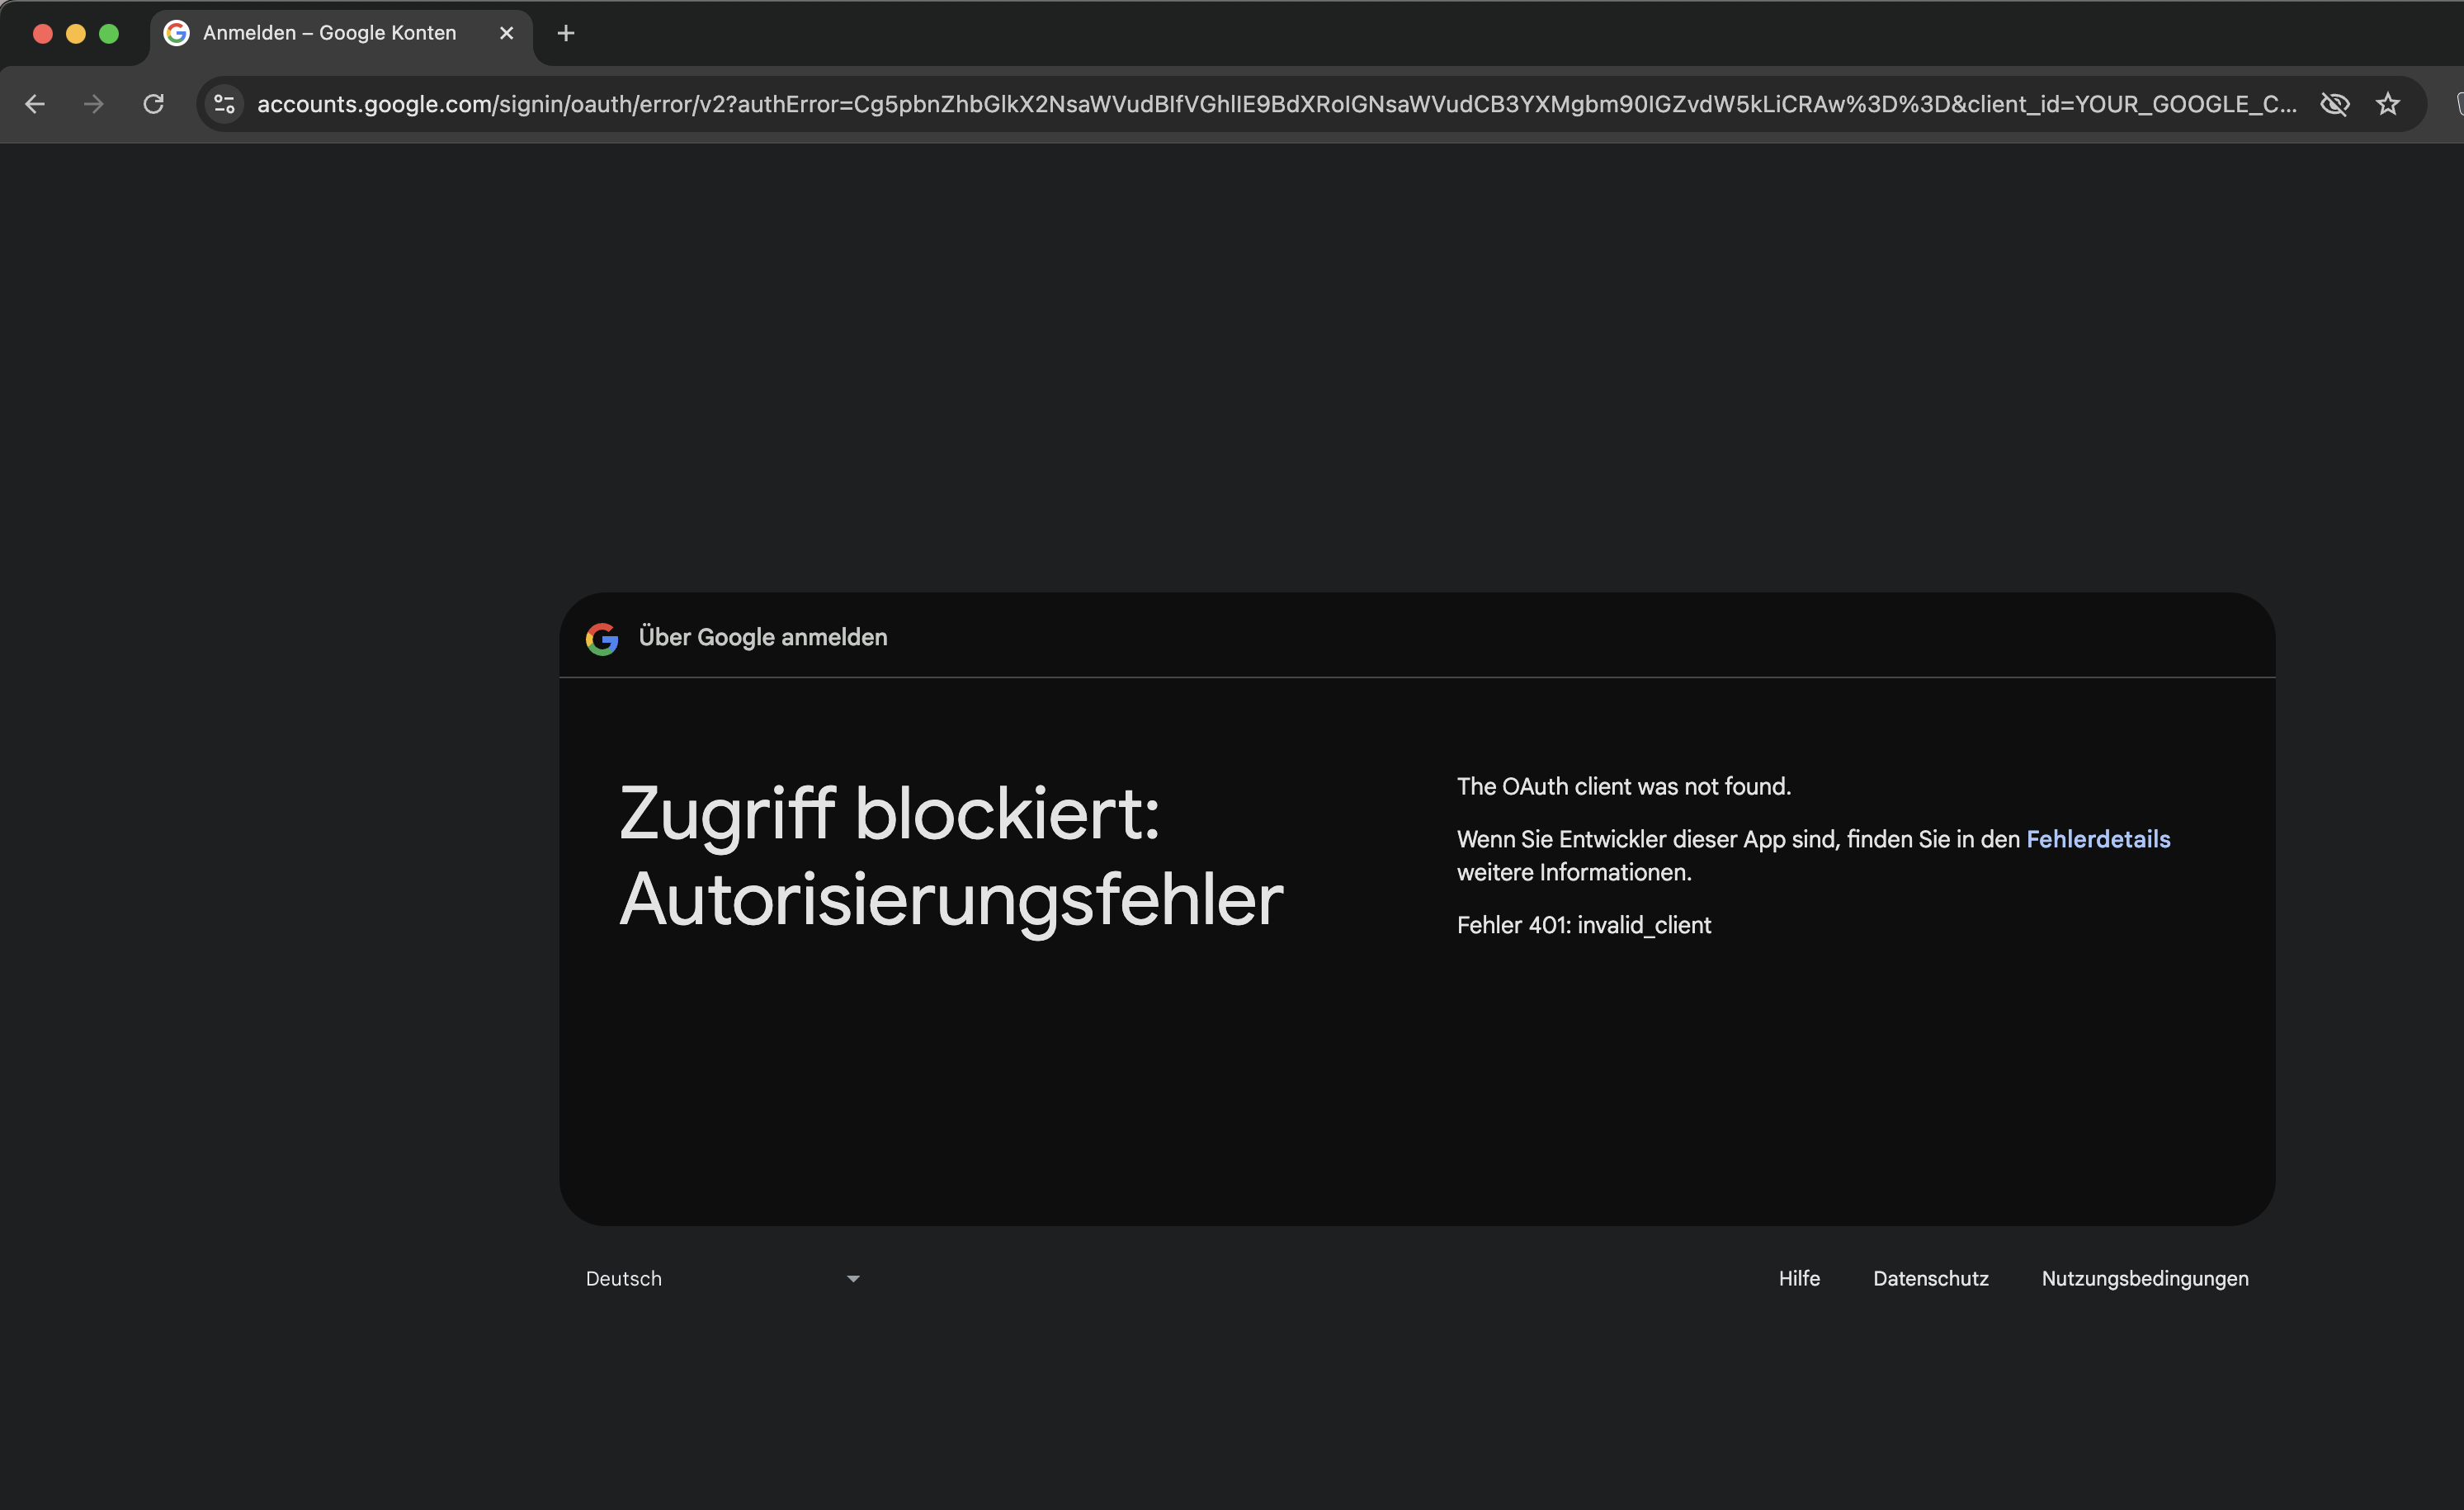 Anmelden – Google Konten
accounts.google.com/signin/oauth/error/v2?authError=Cg5pbnZhbGlkX2NsaWVudBIfVGhlIE9BdXRoIGNsaWVudCB3YXMgbm90IGZvdW5kLiCRAw%3D%3D&client_id=YOUR_GOOGLE_C...
Über Google anmelden
Zugriff blockiert:
Autorisierungsfehler
The OAuth client was not found.
Wenn Sie Entwickler dieser App sind, finden Sie in den Fehlerdetails
weitere Informationen.
Fehler 401: invalid_client
Deutsch
Hilfe Datenschutz Nutzungsbedingungen